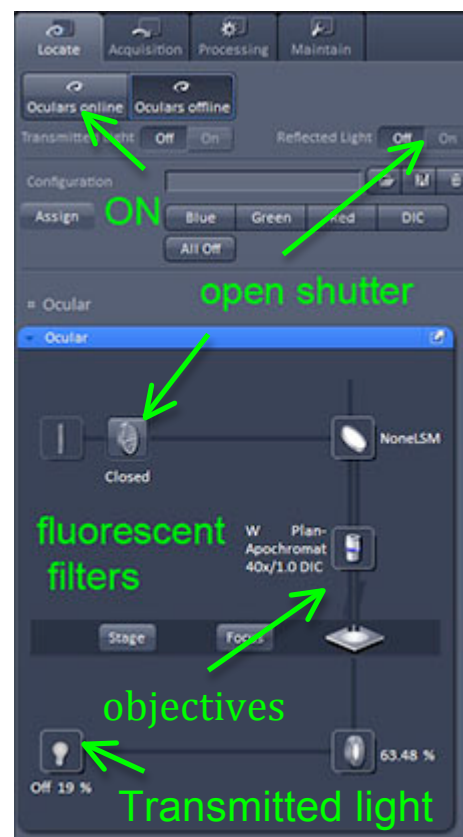 Locate Acquisition Processing Maintain
Oculars online Oculars offline
Transmitted Light Off On Reflected Light Off On
Configuration
Assign ON Blue Green Red DIC
All Off
open shutter
Ocular
Ocular
NoneLSM
Closed
fluorescent
filters
W Plan-
Apochromat
40x/1.0 DIC
Stage Focus
objectives
63.48 %
Off 19 %
Transmitted light